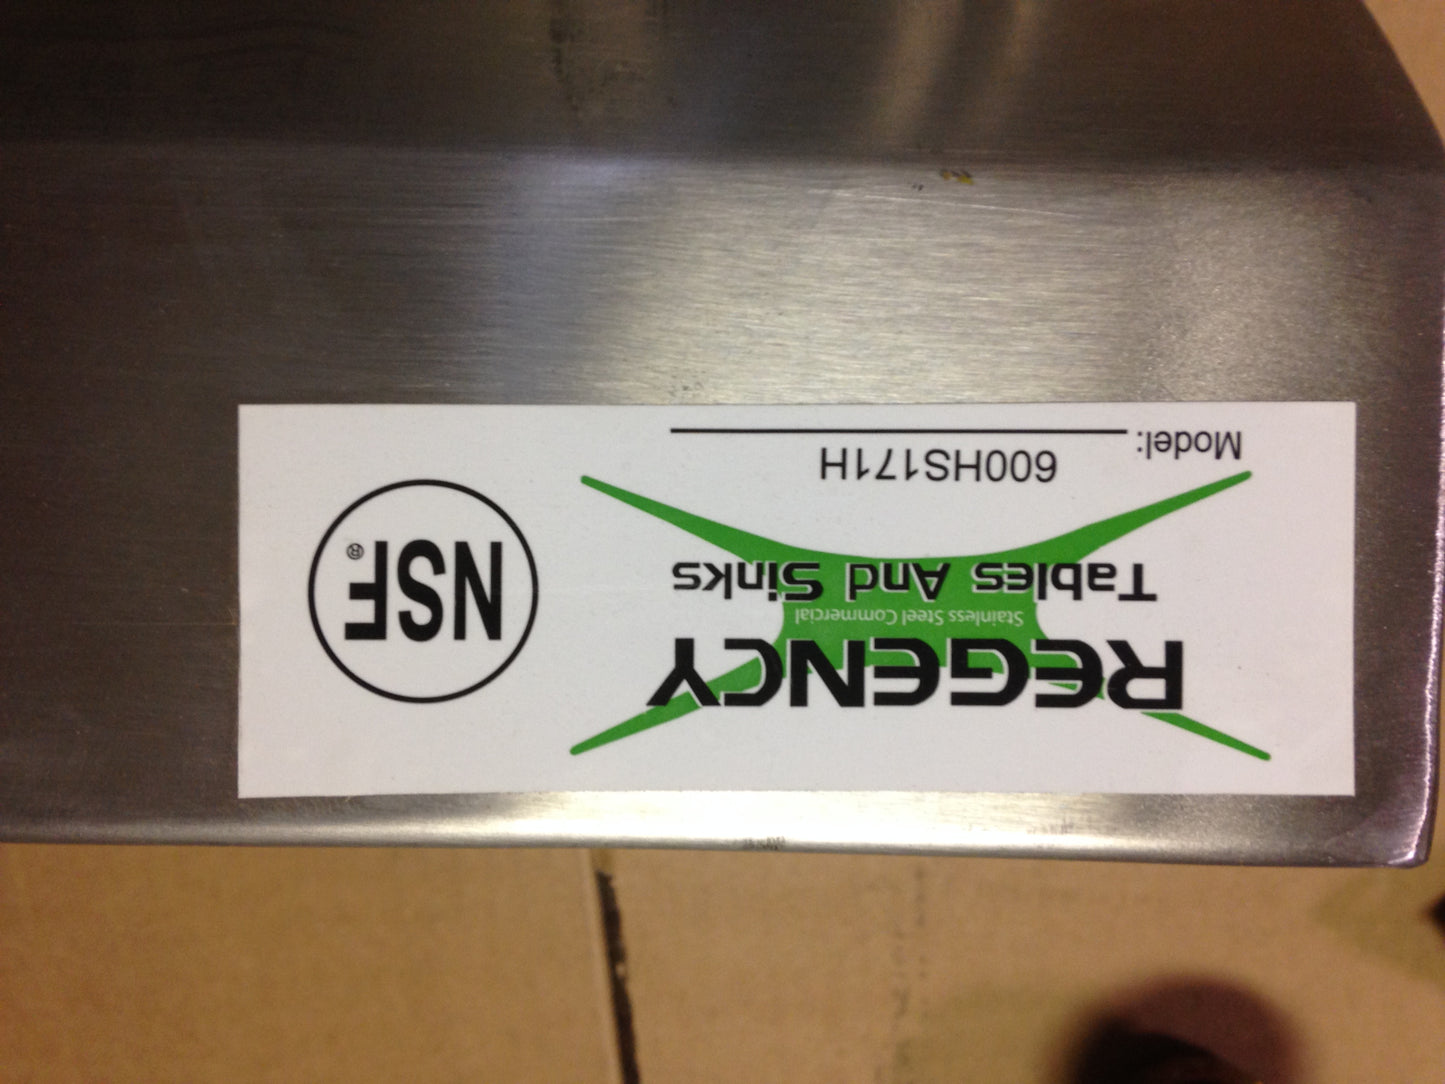 REGENCY
Stainless Steel Commercial
Tables And Sinks
Model: 600HS171H
NSF®